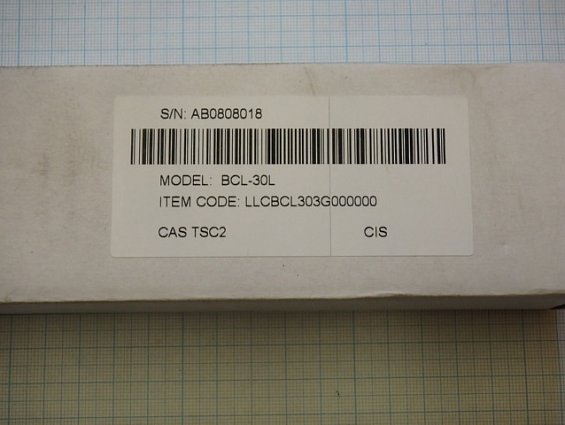 S/N: AB0808018
MODEL: BCL-30L
ITEM CODE: LLCBCL303G000000
CAS TSC2 CIS